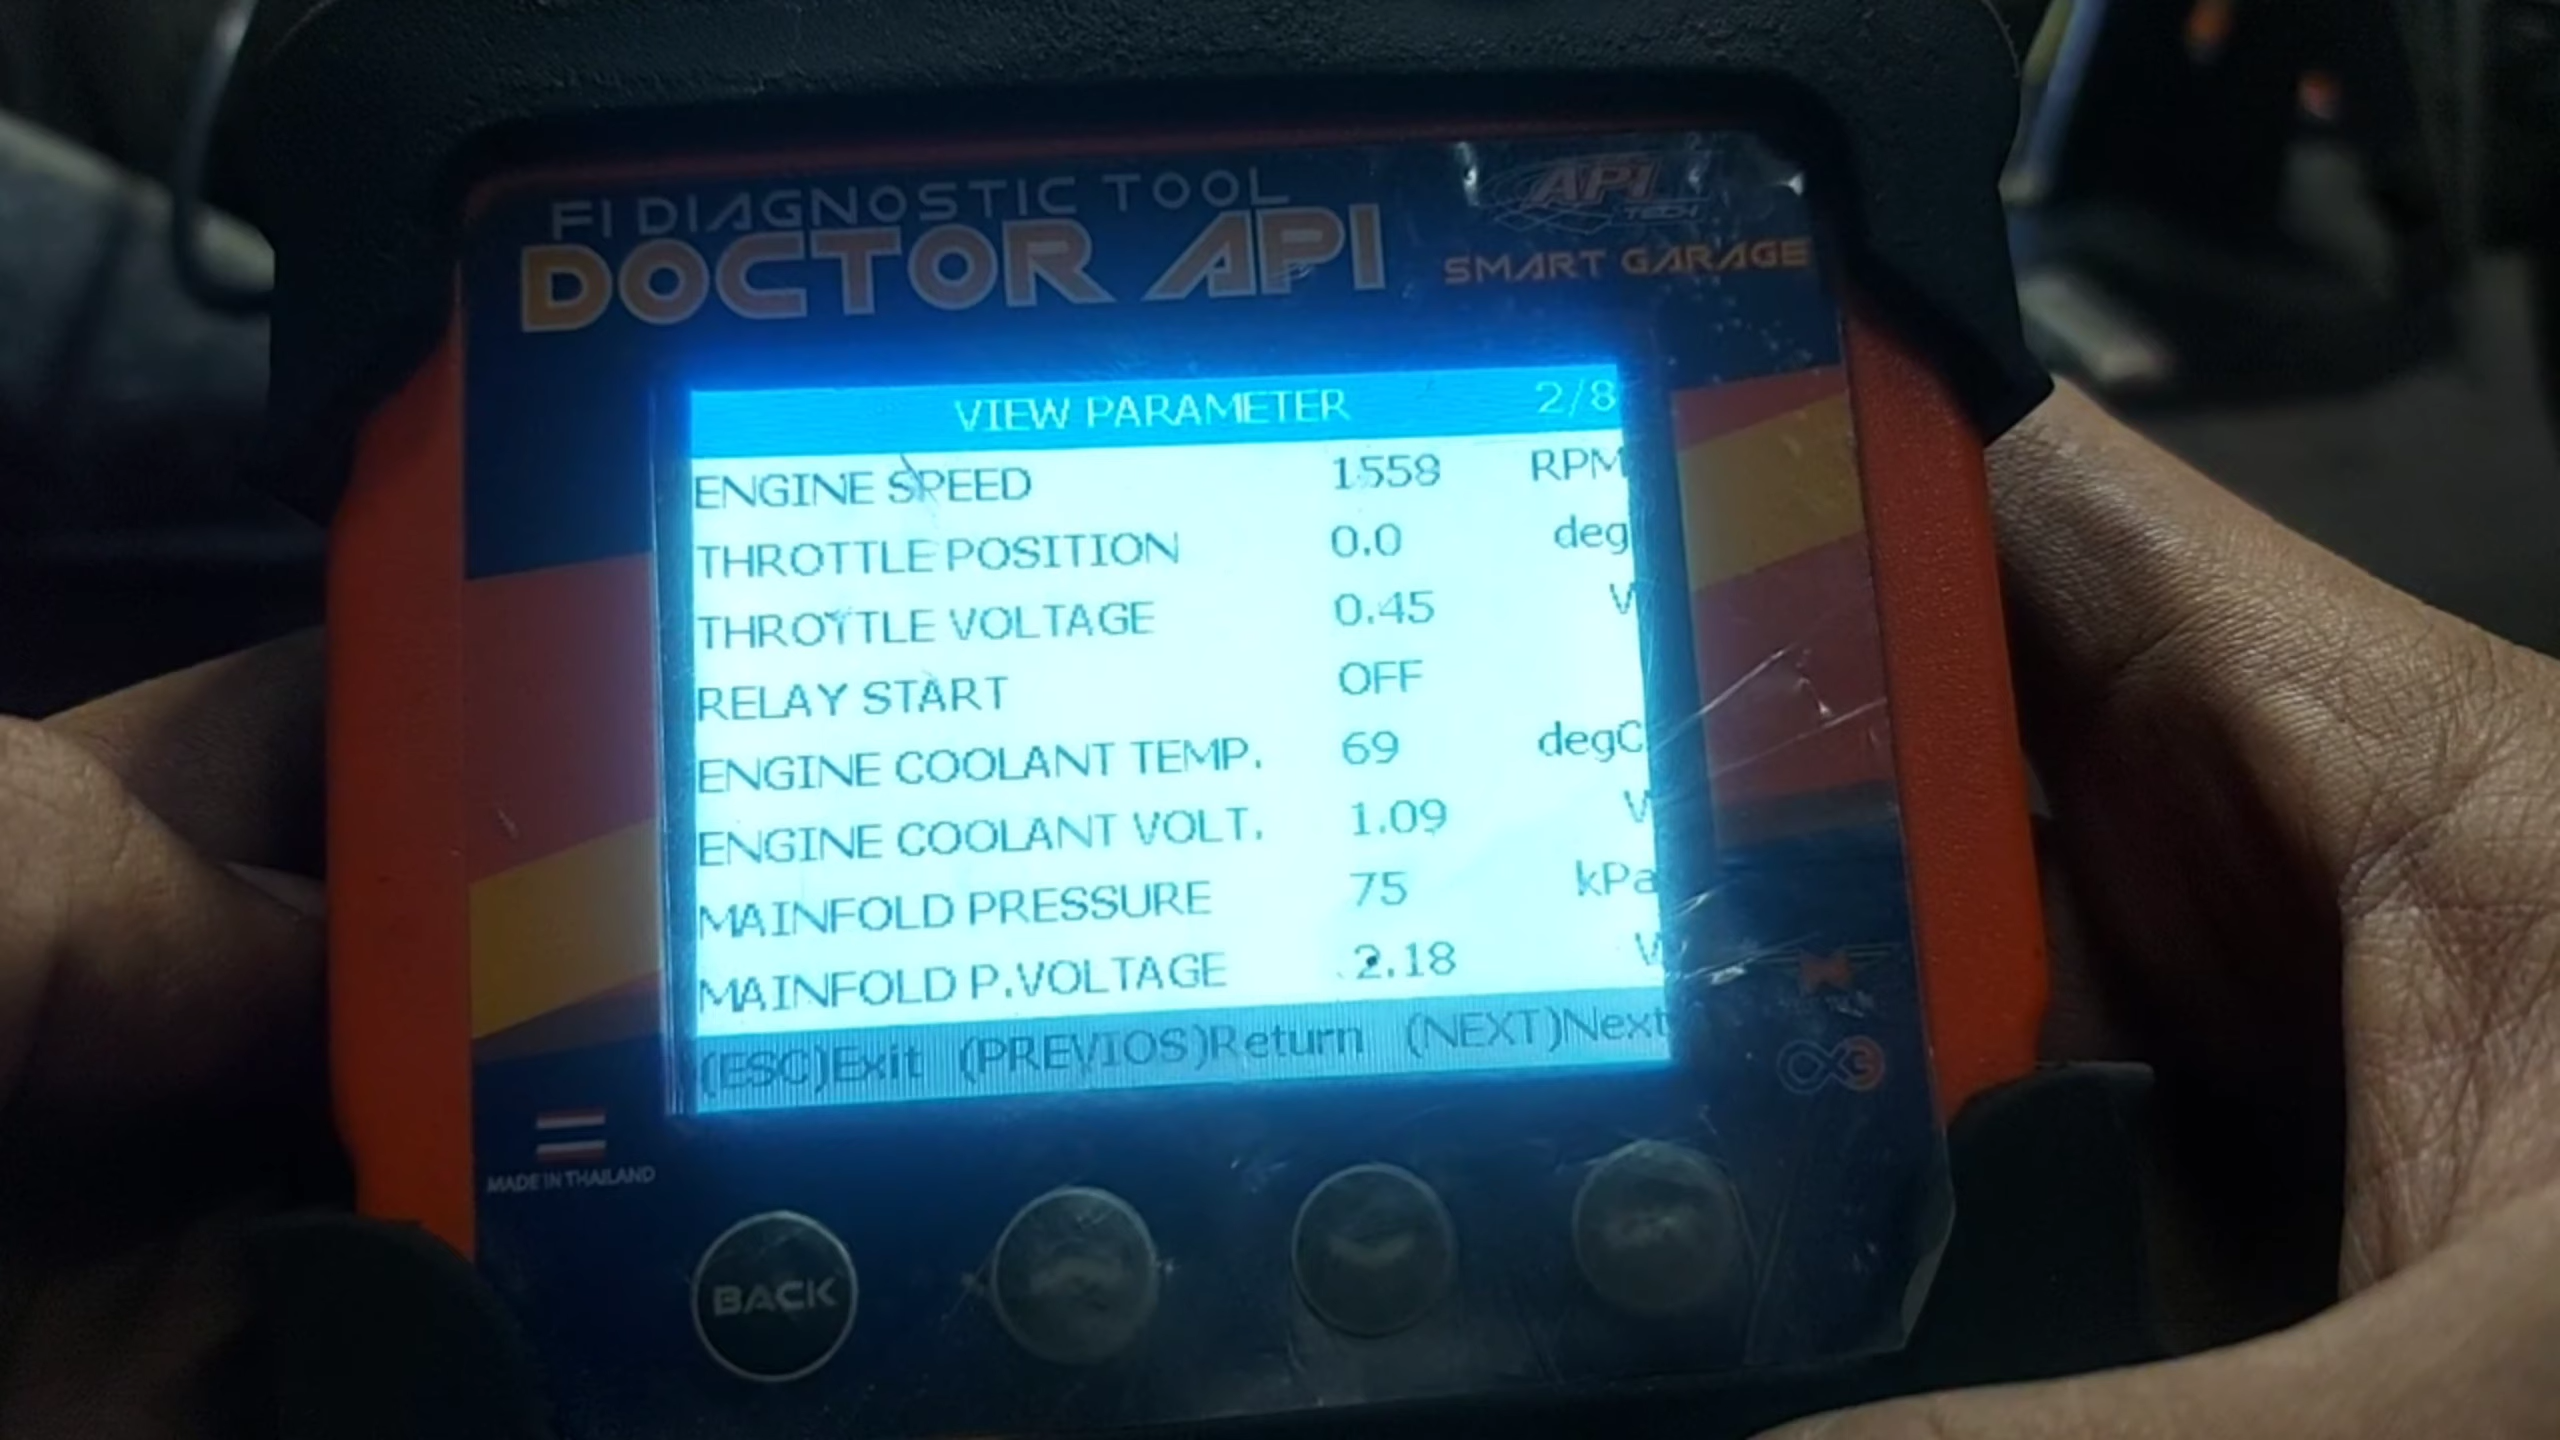 FI DIAGNOSTIC TOOL
DOCTOR API
API
TECH
SMART GARAGE
VIEW PARAMETER 2/8
ENGINE SPEED 1558 RPM
THROTTLE POSITION 0.0 deg
THROTTLE VOLTAGE 0.45 V
RELAY START OFF
ENGINE COOLANT TEMP. 69 degC
ENGINE COOLANT VOLT. 1.09 V
MAINFOLD PRESSURE 75 kPa
MAINFOLD P.VOLTAGE 2.18 V
(ESC)Exit (PREVIOS)Return (NEXT)Next
MADE IN THAILAND
BACK